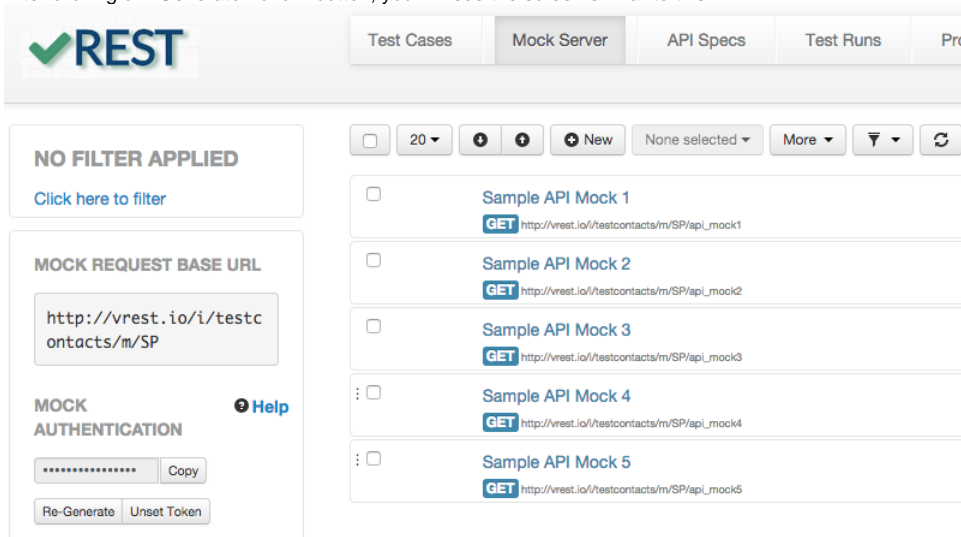 REST
Test Cases
Mock Server
API Specs
Test Runs
NO FILTER APPLIED
Click here to filter
MOCK REQUEST BASE URL
http://vrest.io/i/testc
ontacts/m/SP
MOCK
AUTHENTICATION
Help
Copy
Re-Generate
Unset Token
20
New
None selected
More
Sample API Mock 1
GET http://vrest.io/i/testcontacts/m/SP/api_mock1
Sample API Mock 2
GET http://vrest.io/i/testcontacts/m/SP/api_mock2
Sample API Mock 3
GET http://vrest.io/i/testcontacts/m/SP/api_mock3
Sample API Mock 4
GET http://vrest.io/i/testcontacts/m/SP/api_mock4
Sample API Mock 5
GET http://vrest.io/i/testcontacts/m/SP/api_mock5